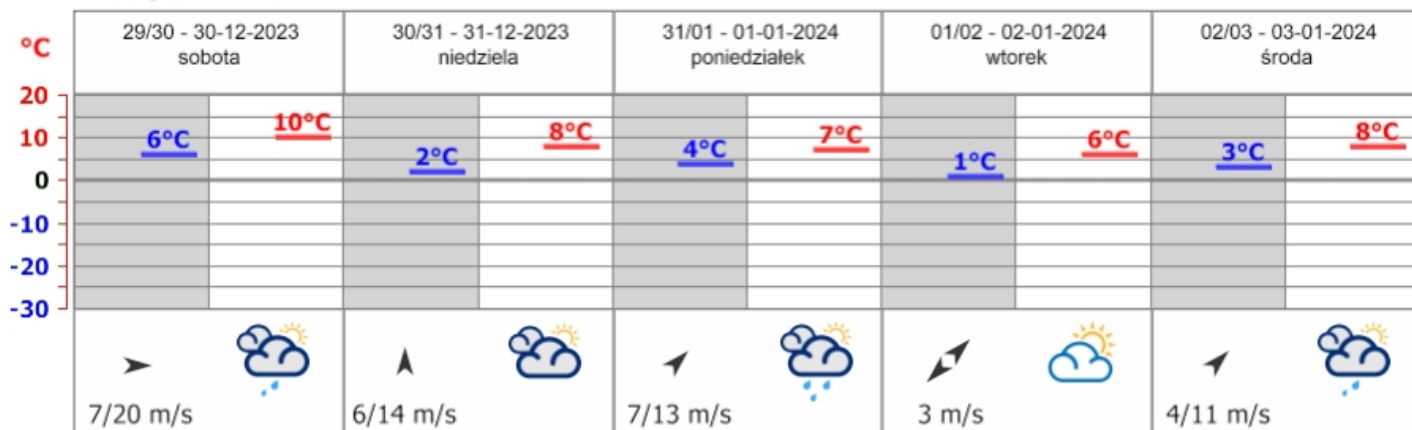 °C
29/30 - 30-12-2023
sobota
30/31 - 31-12-2023
niedziela
31/01 - 01-01-2024
poniedziałek
01/02 - 02-01-2024
wtorek
02/03 - 03-01-2024
środa
20
10
0
-10
-20
-30
6°C
10°C
2°C
8°C
4°C
7°C
1°C
6°C
3°C
8°C
7/20 m/s
6/14 m/s
7/13 m/s
3 m/s
4/11 m/s